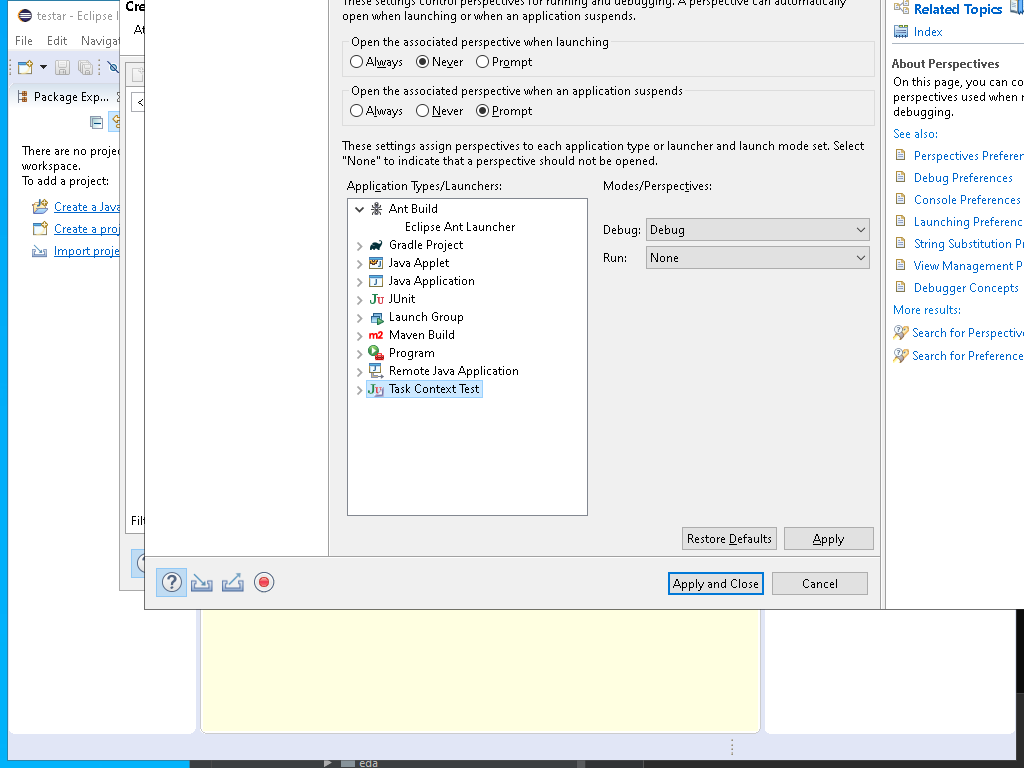 testar - Eclipse I
File Edit Naviga
Package Exp...
There are no proje
workspace.
To add a project:
Create a Java
Create a proj
Import proje
Cre
<
These settings control perspectives for running and debugging. A perspective can automatically
open when launching or when an application suspends.
Open the associated perspective when launching
Always Never Prompt
Open the associated perspective when an application suspends
Always Never Prompt
These settings assign perspectives to each application type or launcher and launch mode set. Select
"None" to indicate that a perspective should not be opened.
Application Types/Launchers:
Modes/Perspectives:
Ant Build
Eclipse Ant Launcher
Gradle Project
Java Applet
Java Application
JUnit
Launch Group
Maven Build
Program
Remote Java Application
Task Context Test
Debug: Debug
Run: None
Restore Defaults Apply
Apply and Close Cancel
Related Topics
Index
About Perspectives
On this page, you can co
perspectives used when r
debugging.
See also:
Perspectives Preferen
Debug Preferences
Console Preferences
Launching Preferenc
String Substitution Pr
View Management P
Debugger Concepts
More results:
Search for Perspective
Search for Preference
eda